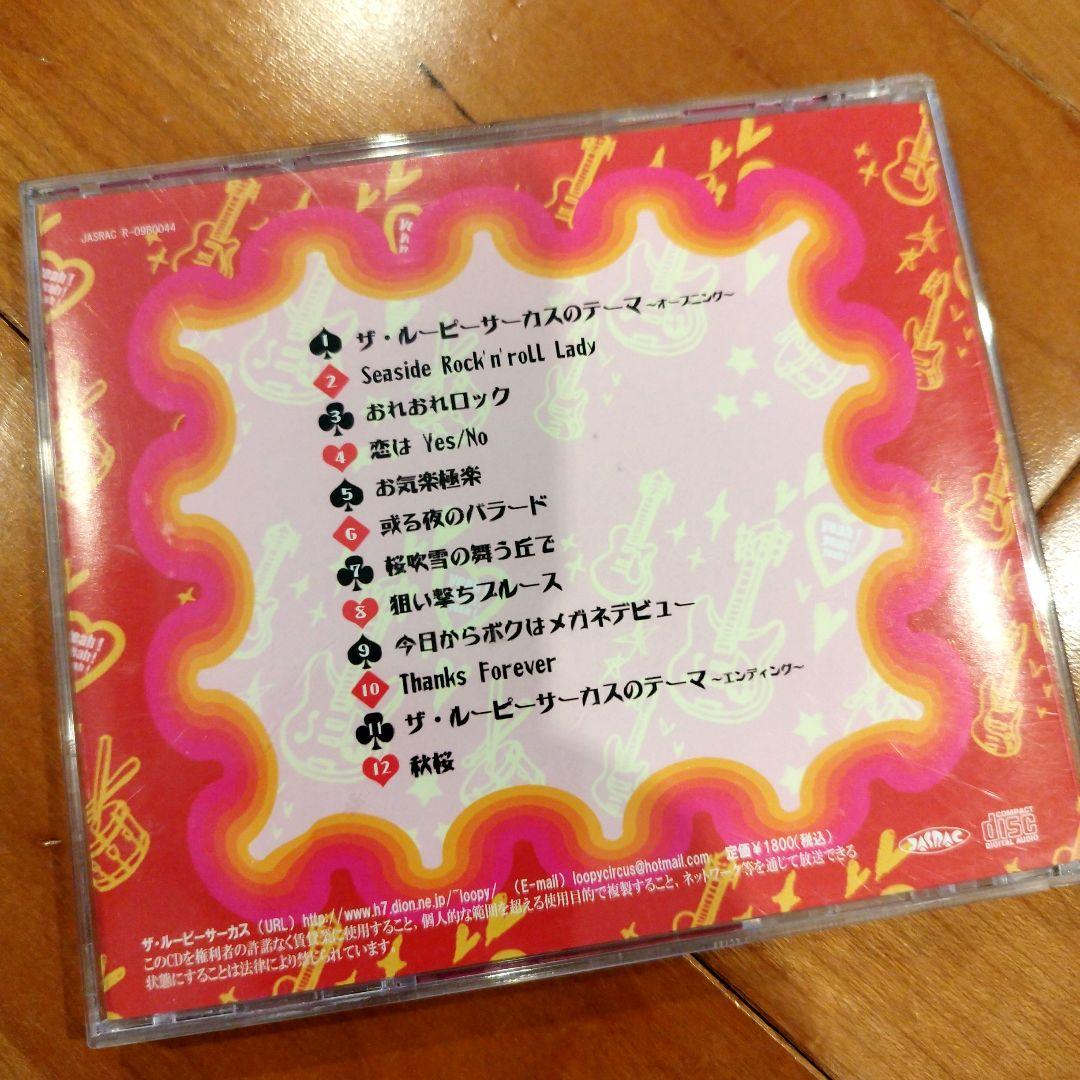 JASRAC R-0980044
1 ザ・ルーピーサーカスのテーマ~オープニング~
2 Seaside Rock'n'roll Lady
3 おれおれロック
4 恋は Yes/No
5 お気楽極楽
6 或る夜のバラード
7 桜吹雪の舞う丘で
8 狙い撃ちブルース
9 今日からボクはメガネデビュー
10 Thanks Forever
11 ザ・ルーピーサーカスのテーマ~エンディング~
12 秋桜
JASRAC
COMPACT
disc
DIGITAL AUDIO
ザ・ルーピーサーカス (URL) http://www.h7.dion.ne.jp/~loopy/ (E-mail) loopycircus@hotmail.com 定価¥1800(税込)
このCDを権利者の許諾なく賃貸業に使用すること、個人的な範囲を超える使用目的で複製すること、ネットワーク等を通じて放送できる
状態にすることは法律により禁じられています